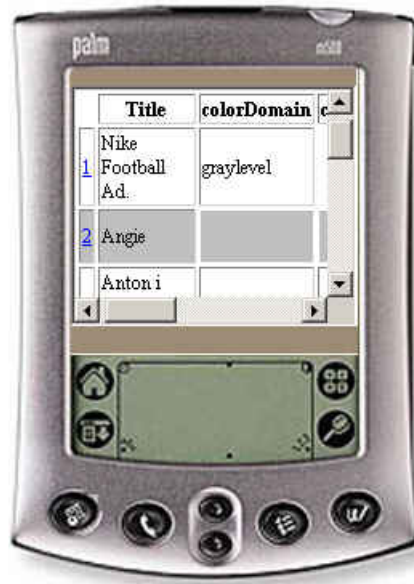 palm m500
Title colorDomain c
Nike
Football
Ad.
1 graylevel
2 Angie
Anton i